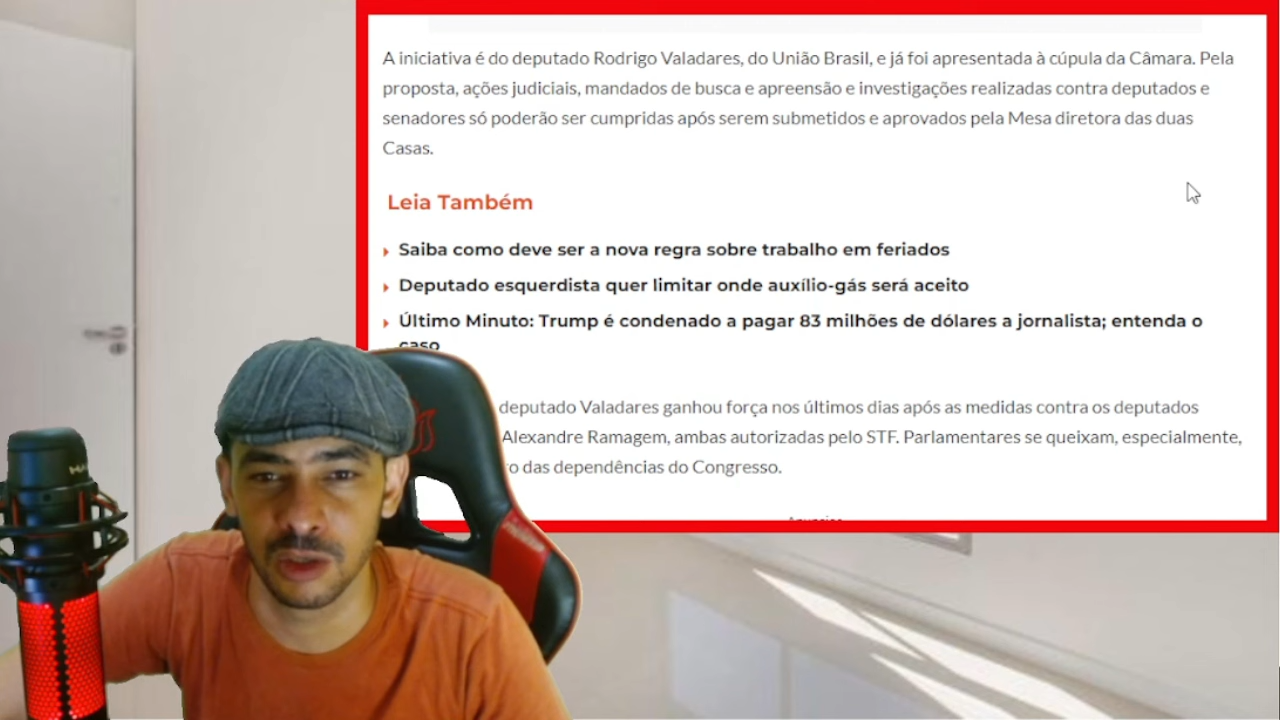 A iniciativa é do deputado Rodrigo Valadares, do União Brasil, e já foi apresentada à cúpula da Câmara. Pela
proposta, ações judiciais, mandados de busca e apreensão e investigações realizadas contra deputados e
senadores só poderão ser cumpridas após serem submetidos e aprovados pela Mesa diretora das duas
Casas.
Leia Também
Saiba como deve ser a nova regra sobre trabalho em feriados
Deputado esquerdista quer limitar onde auxílio-gás será aceito
Último Minuto: Trump é condenado a pagar 83 milhões de dólares a jornalista; entenda o
caso
deputado Valadares ganhou força nos últimos dias após as medidas contra os deputados
Alexandre Ramagem, ambas autorizadas pelo STF. Parlamentares se queixam, especialmente,
das dependências do Congresso.